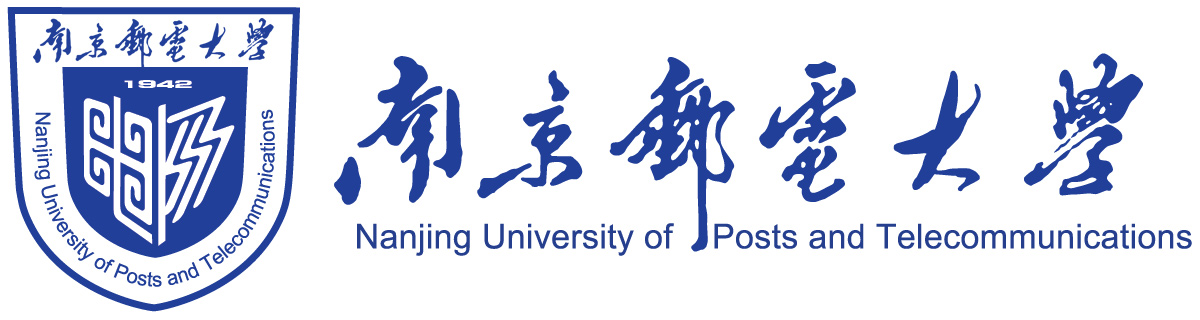 南京郵電大學
1942
Nanjing University of Posts and Telecommunications
南京郵電大學
Nanjing University of Posts and Telecommunications